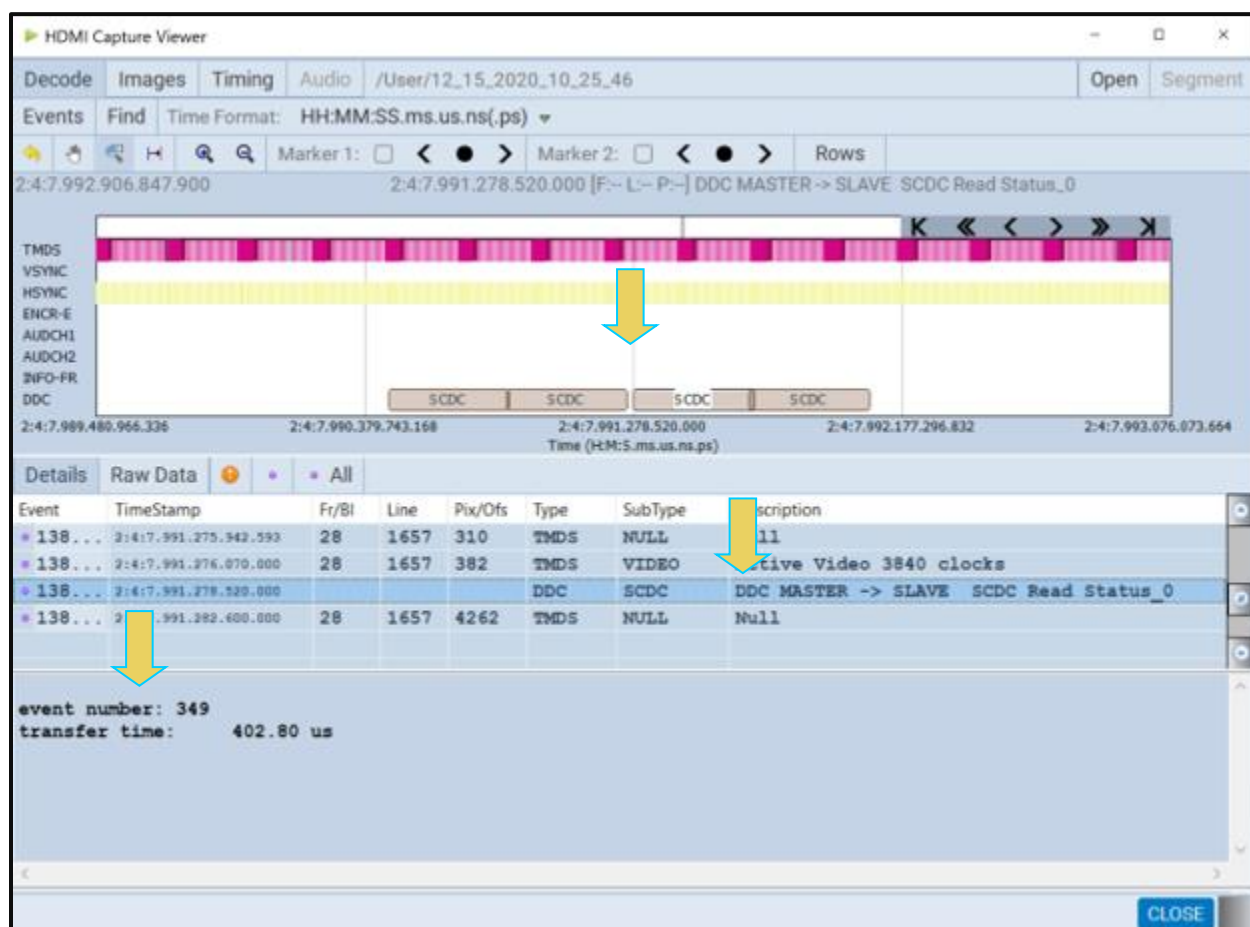 HDMI Capture Viewer
Decode Images Timing Audio /User/12_15_2020_10_25_46 Open Segment
Events Find Time Format: HH:MM:SS.ms.us.ns(.ps)
Marker 1: Marker 2: Rows
2:4:7.992.906.847.900 2:4:7.991.278.520.000 [F:-- L:-- P:--] DDC MASTER -> SLAVE SCDC Read Status_0
TMDS
VSYNC
HSYNC
ENCR-E
AUDCH1
AUDCH2
INFO-FR
DDC SCDC SCDC SCDC SCDC
2:4:7.989.480.966.336 2:4:7.990.379.743.168 2:4:7.991.278.520.000 2:4:7.992.177.296.832 2:4:7.993.076.073.664
Time (H:M:S.ms.us.ns.ps)
Details Raw Data All
Event TimeStamp Fr/Bl Line Pix/Ofs Type SubType
138... 2:4:7.991.275.942.593 28 1657 310 TMDS NULL
138... 2:4:7.991.276.070.000 28 1657 382 TMDS VIDEO Video 3840 clocks
138... 2:4:7.991.278.520.000 DDC SCDC DDC MASTER -> SLAVE SCDC Read Status_0
138... .991.282.600.000 28 1657 4262 TMDS NULL Null
event number: 349
transfer time: 402.80 us
CLOSE